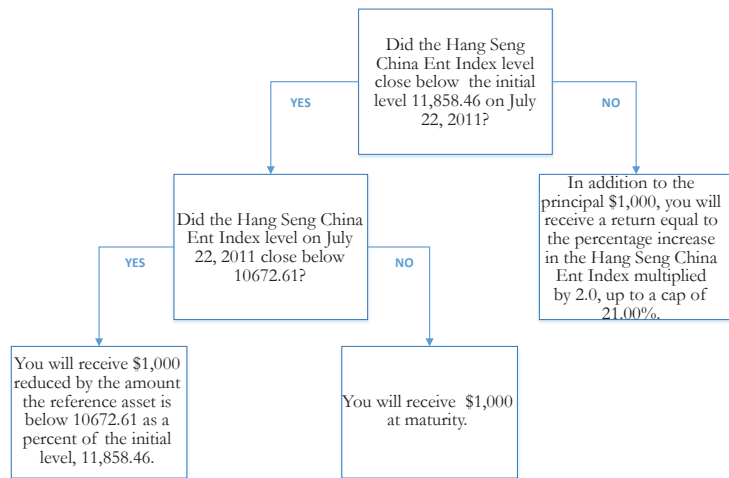 Did the Hang Seng
China Ent Index level
close below the initial
level 11,858.46 on July
22, 2011?
YES
NO
Did the Hang Seng China
Ent Index level on July
22, 2011 close below
10672.61?
In addition to the
principal $1,000, you will
receive a return equal to
the percentage increase
in the Hang Seng China
Ent Index multiplied
by 2.0, up to a cap of
21.00%.
YES
NO
You will receive $1,000
reduced by the amount
the reference asset is
below 10672.61 as a
percent of the initial
level, 11,858.46.
You will receive $1,000
at maturity.